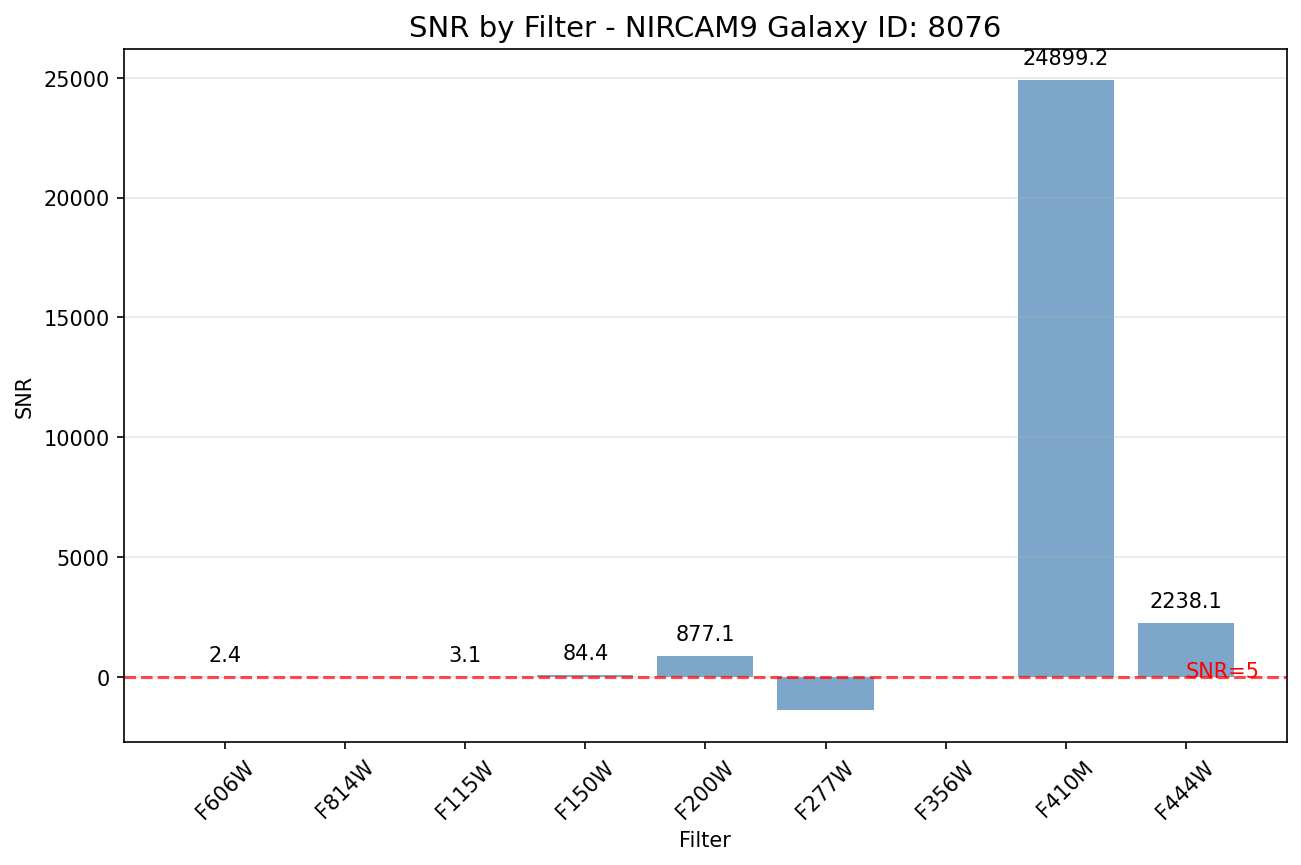 SNR by Filter - NIRCAM9 Galaxy ID: 8076
24899.2
25000
20000
15000
SNR
10000
5000
2238.1
877.1
2.4
3.1
84.4
SNR=5
0
F606W
F814W
F115W
F150W
F200W
F277W
F356W
F410M
F444W
Filter